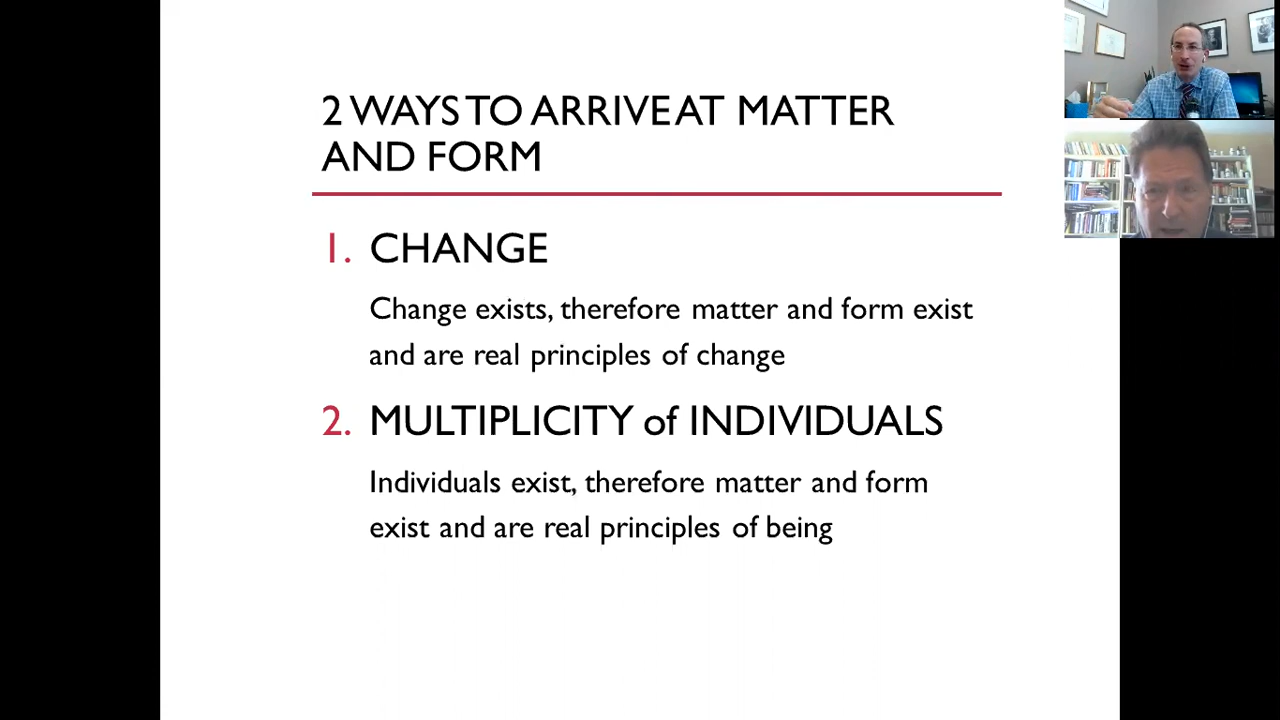 2 WAYS TO ARRIVE AT MATTER
AND FORM
1. CHANGE
Change exists, therefore matter and form exist
and are real principles of change
2. MULTIPLICITY of INDIVIDUALS
Individuals exist, therefore matter and form
exist and are real principles of being